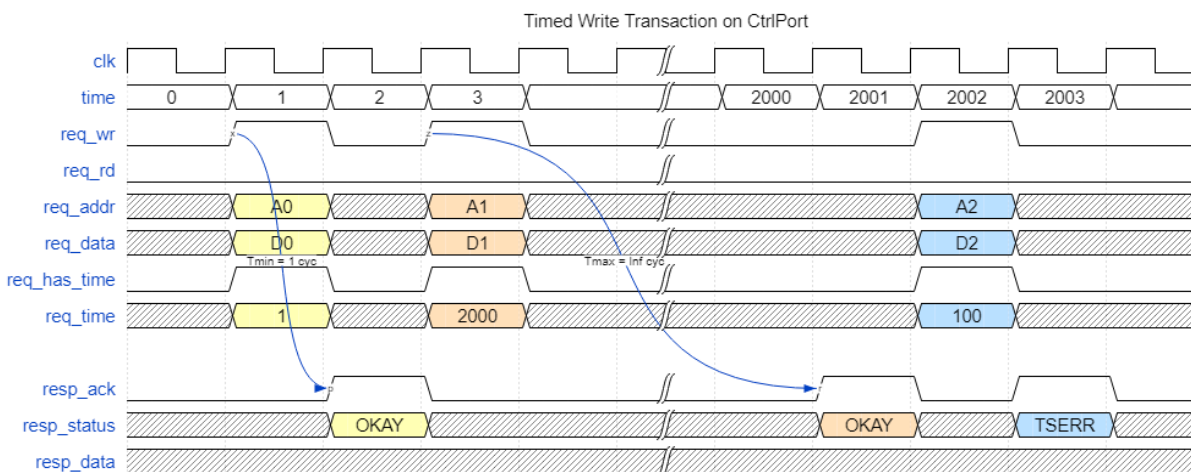 Timed Write Transaction on CtrlPort
clk
time 0 1 2 3 2000 2001 2002 2003
req_wr x z
req_rd
req_addr A0 A1 A2
req_data D0 D1 D2
Tmin = 1 cyc Tmax = Inf cyc
req_has_time
req_time 1 2000 100
resp_ack p
resp_status OKAY OKAY TSERR
resp_data